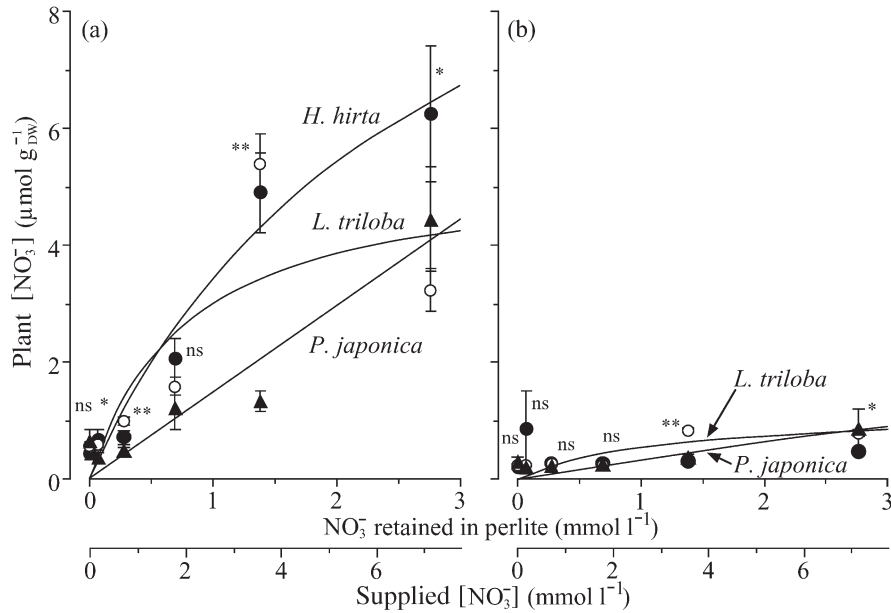 (a)
(b)
8
6
4
2
0
Plant [NO₃⁻] (µmol g⁻¹DW)
H. hirta
L. triloba
P. japonica
ns
*
**
ns
**
*
L. triloba
P. japonica
ns
ns
ns
ns
**
*
0 1 2 3 0 1 2 3
NO₃⁻ retained in perlite (mmol l⁻¹)
0 2 4 6 0 2 4 6
Supplied [NO₃⁻] (mmol l⁻¹)